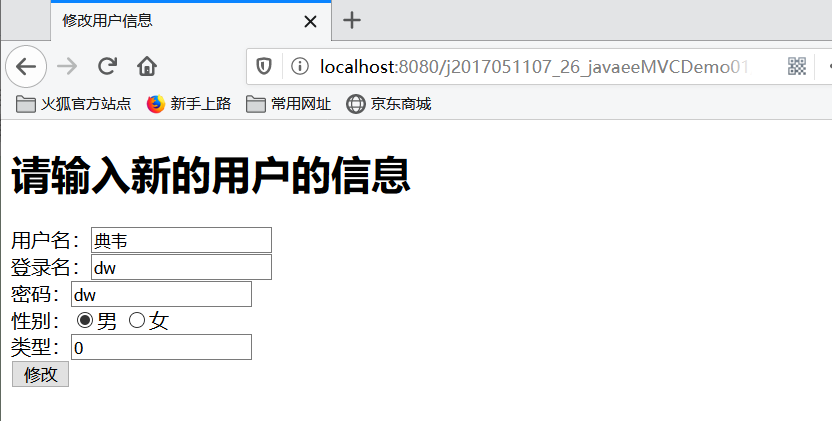 修改用户信息
localhost:8080/j2017051107_26_javaeeMVCDemo01
火狐官方站点 新手上路 常用网址 京东商城
请输入新的用户的信息
用户名：典韦
登录名：dw
密码：dw
性别：男 女
类型：0
修改